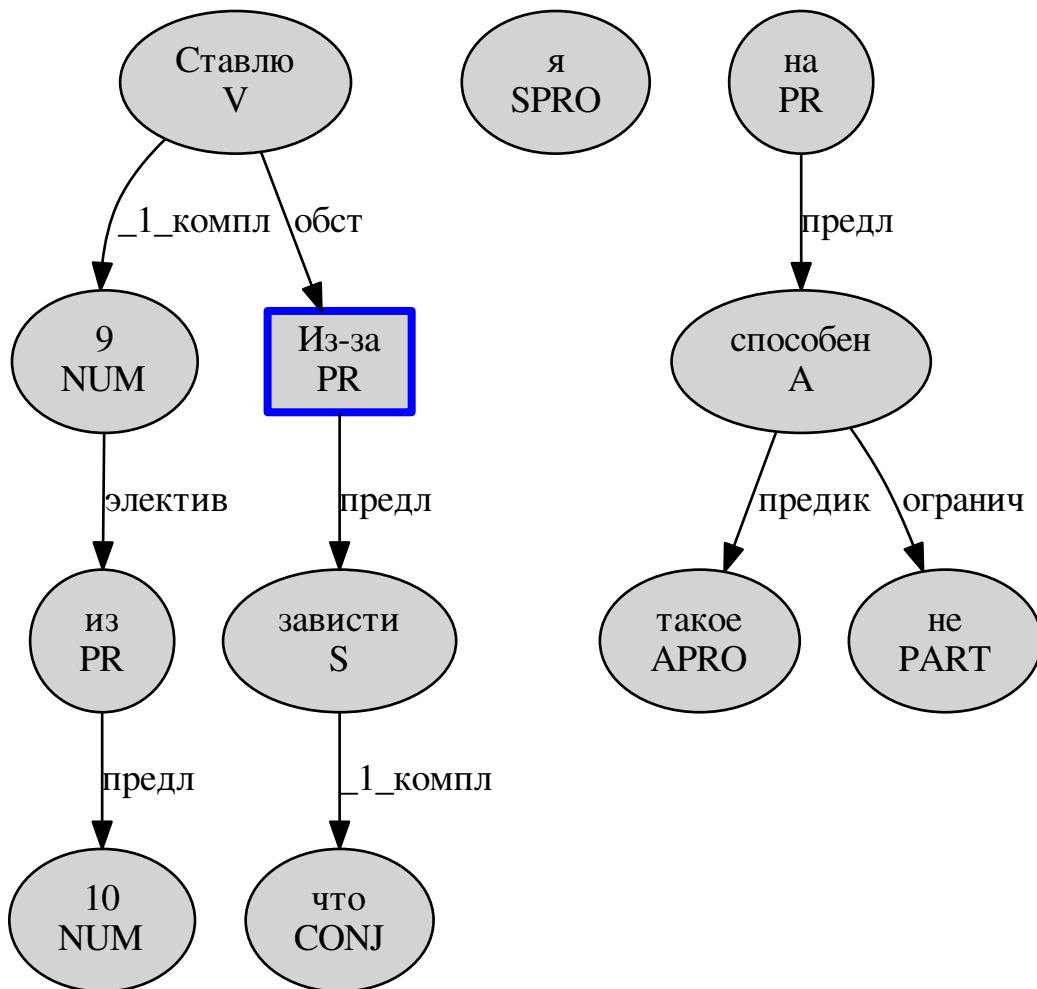 Ставлю
V
я
SPRO
на
PR
_1_компл
обст
предл
9
NUM
Из-за
PR
способен
A
электив
предл
предик
огранич
из
PR
зависти
S
такое
APRO
не
PART
предл
_1_компл
10
NUM
что
CONJ